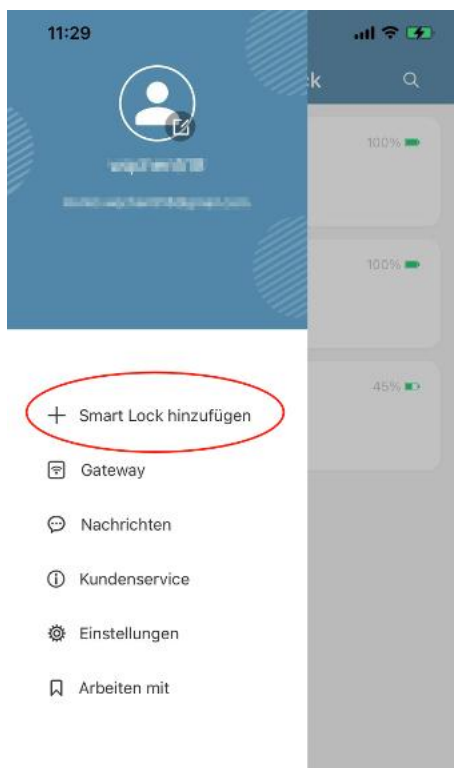 11:29
k
100%
100%
45%
Smart Lock hinzufügen
Gateway
Nachrichten
Kundenservice
Einstellungen
Arbeiten mit